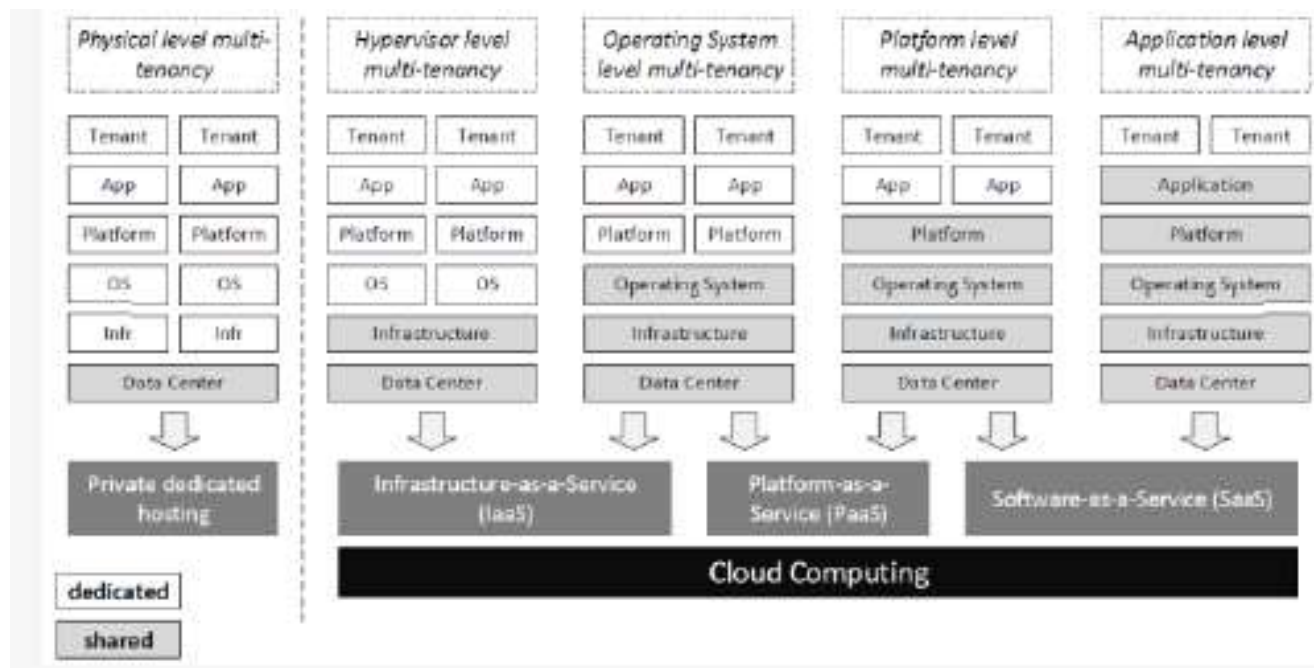 Physical level multi-
tenancy
Hypervisor level
multi-tenancy
Operating System
level multi-tenancy
Platform level
multi-tenancy
Application level
multi-tenancy
Tenant Tenant Tenant Tenant Tenant Tenant Tenant Tenant Tenant Tenant
App App App App App App App App Application
Platform Platform Platform Platform Platform Platform Platform Platform
OS OS OS OS Operating System Operating System Operating System
Infr Infr Infrastructure Infrastructure Infrastructure Infrastructure
Data Center Data Center Data Center Data Center Data Center
Private dedicated
hosting
Infrastructure-as-a-Service
(IaaS)
Platform-as-a-
Service (PaaS)
Software-as-a-Service (SaaS)
Cloud Computing
dedicated
shared